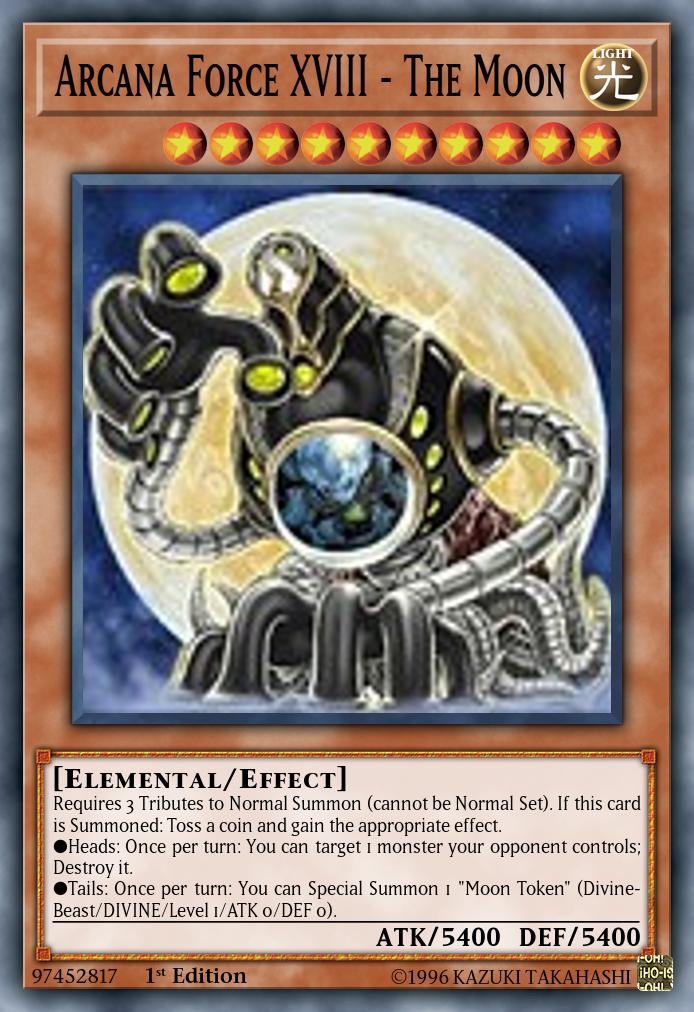 Arcana Force XVIII - The Moon
LIGHT
光
[Elemental/Effect]
Requires 3 Tributes to Normal Summon (cannot be Normal Set). If this card
is Summoned: Toss a coin and gain the appropriate effect.
●Heads: Once per turn: You can target 1 monster your opponent controls;
Destroy it.
●Tails: Once per turn: You can Special Summon 1 "Moon Token" (Divine-
Beast/DIVINE/Level 1/ATK 0/DEF 0).
ATK/5400 DEF/5400
97452817 1st Edition ©1996 KAZUKI TAKAHASHI